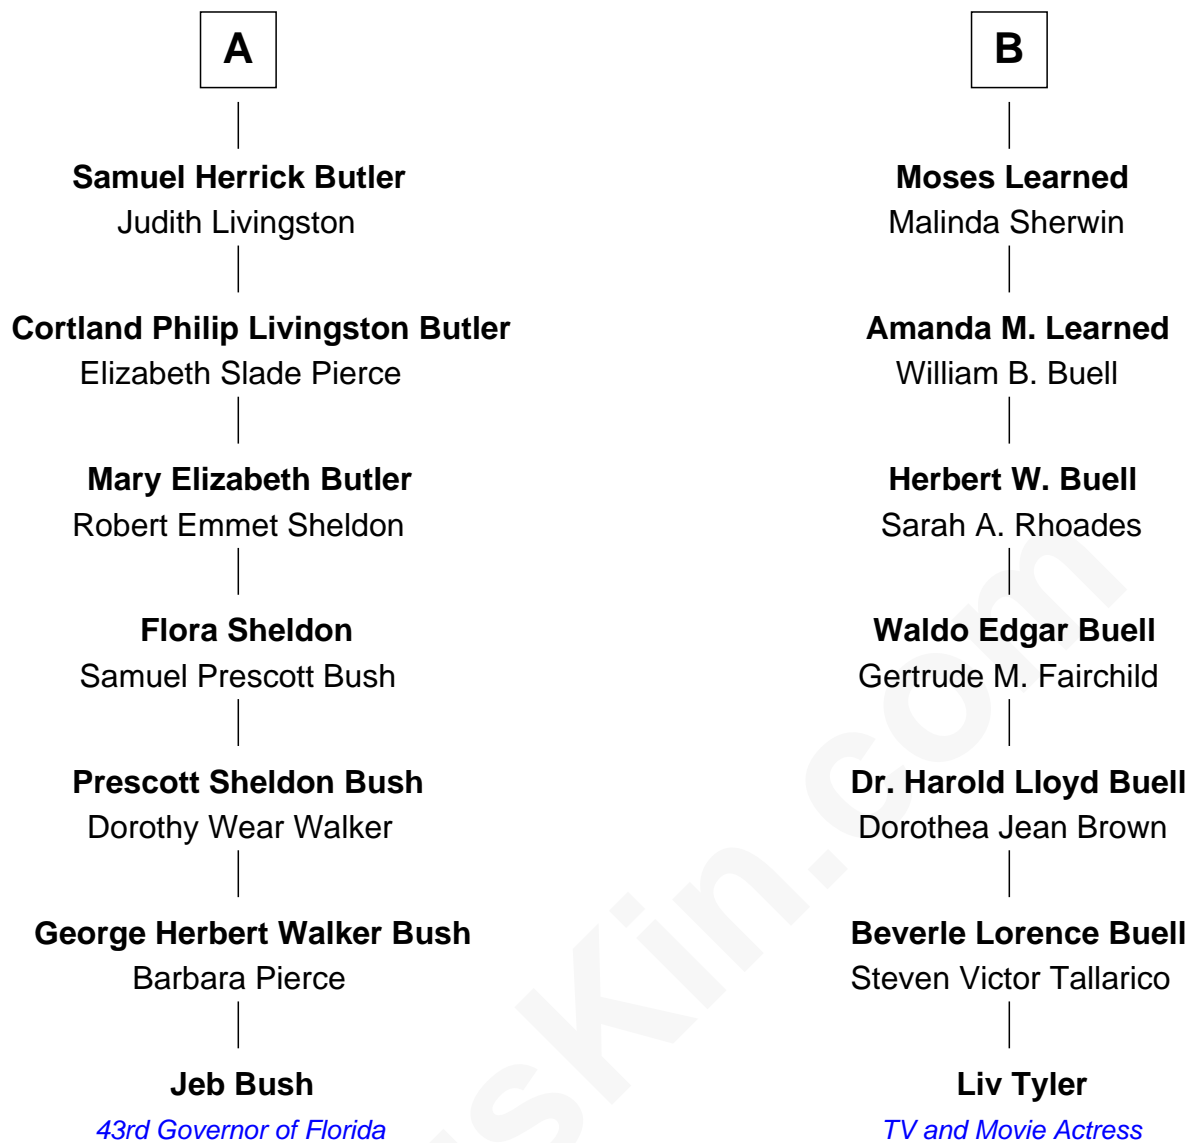 A
Samuel Herrick Butler
Judith Livingston
Cortland Philip Livingston Butler
Elizabeth Slade Pierce
Mary Elizabeth Butler
Robert Emmet Sheldon
Flora Sheldon
Samuel Prescott Bush
Prescott Sheldon Bush
Dorothy Wear Walker
George Herbert Walker Bush
Barbara Pierce
Jeb Bush
43rd Governor of Florida
B
Moses Learned
Malinda Sherwin
Amanda M. Learned
William B. Buell
Herbert W. Buell
Sarah A. Rhoades
Waldo Edgar Buell
Gertrude M. Fairchild
Dr. Harold Lloyd Buell
Dorothea Jean Brown
Beverle Lorence Buell
Steven Victor Tallarico
Liv Tyler
TV and Movie Actress